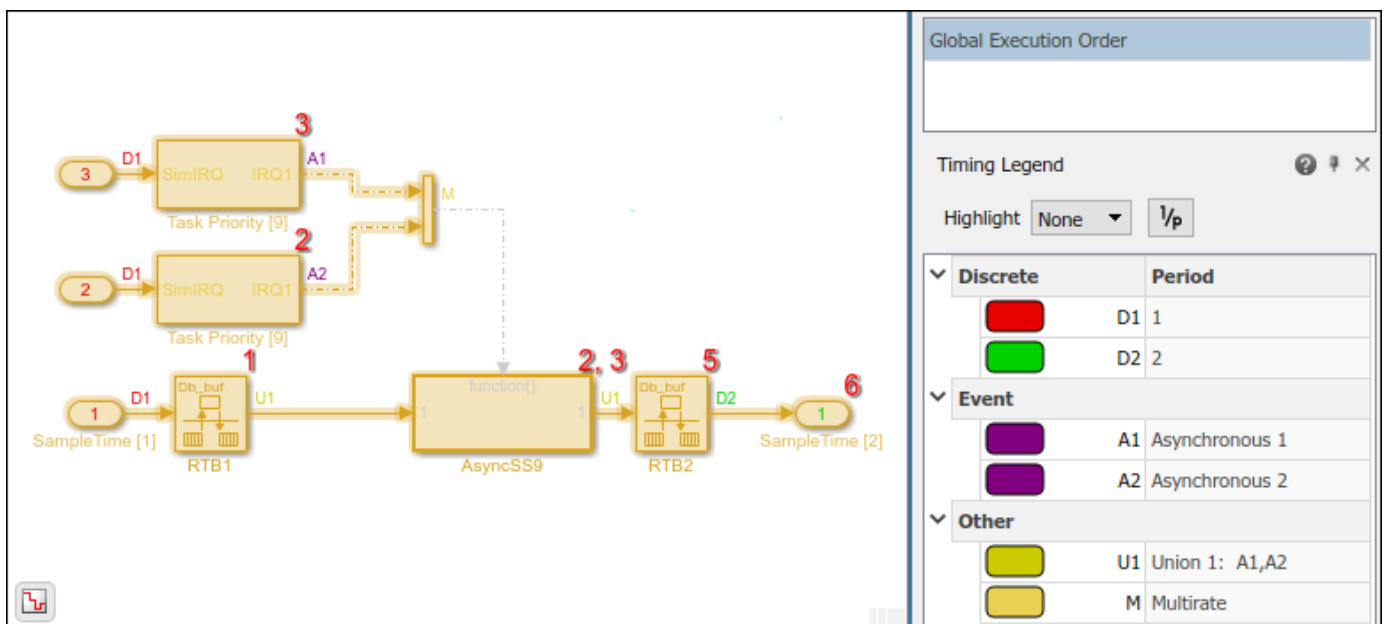 3
3
D1
SimIRQ
IRQ1
A1
M
Task Priority [9]
2
2
D1
SimIRQ
IRQ1
A2
Task Priority [9]
1
1
D1
Db_buf
U1
SampleTime [1]
RTB1
function()
1
1
2, 3
AsyncSS9
U1
5
Db_buf
RTB2
D2
6
1
SampleTime [2]
Global Execution Order
Timing Legend
Highlight None 1/p
Discrete Period
D1 1
D2 2
Event
A1 Asynchronous 1
A2 Asynchronous 2
Other
U1 Union 1: A1,A2
M Multirate